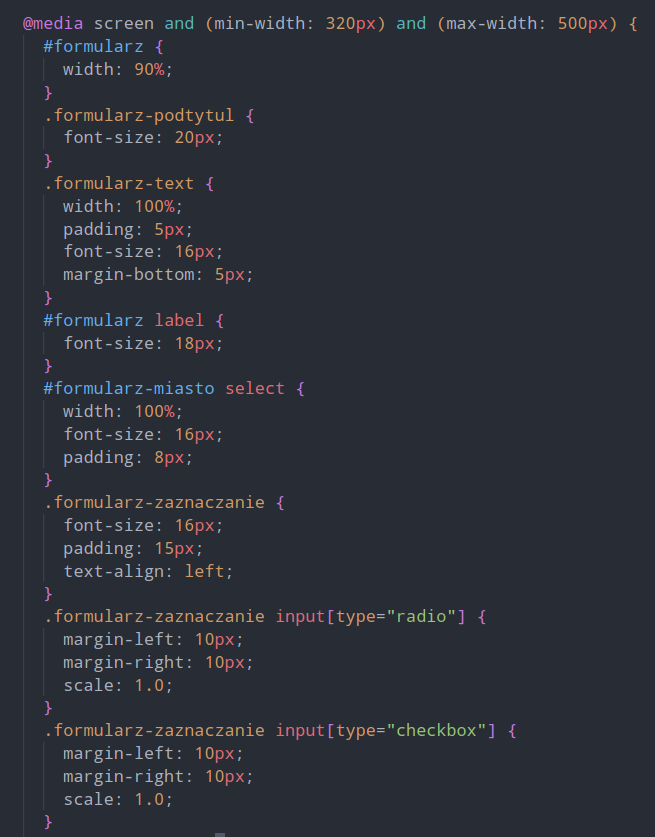 @media screen and (min-width: 320px) and (max-width: 500px) {
  #formularz {
    width: 90%;
  }
  .formularz-podtytul {
    font-size: 20px;
  }
  .formularz-text {
    width: 100%;
    padding: 5px;
    font-size: 16px;
    margin-bottom: 5px;
  }
  #formularz label {
    font-size: 18px;
  }
  #formularz-miasto select {
    width: 100%;
    font-size: 16px;
    padding: 8px;
  }
  .formularz-zaznaczanie {
    font-size: 16px;
    padding: 15px;
    text-align: left;
  }
  .formularz-zaznaczanie input[type="radio"] {
    margin-left: 10px;
    margin-right: 10px;
    scale: 1.0;
  }
  .formularz-zaznaczanie input[type="checkbox"] {
    margin-left: 10px;
    margin-right: 10px;
    scale: 1.0;
  }